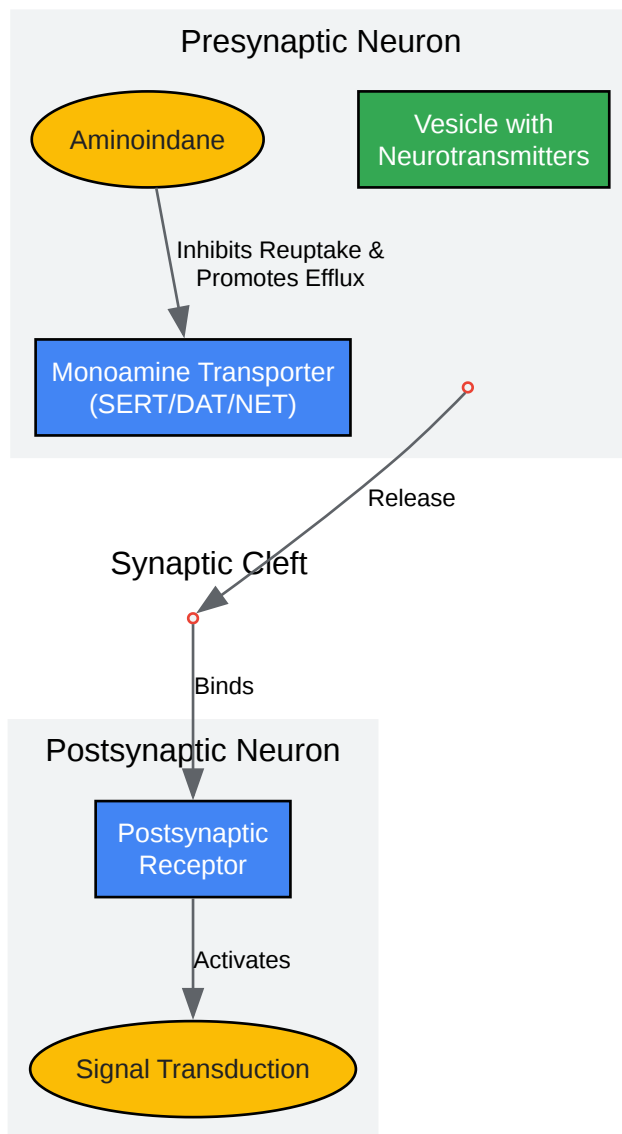 Presynaptic Neuron
Aminoindane
Vesicle with
Neurotransmitters
Inhibits Reuptake &
Promotes Efflux
Monoamine Transporter
(SERT/DAT/NET)
Release
Synaptic Cleft
Binds
Postsynaptic Neuron
Postsynaptic
Receptor
Activates
Signal Transduction